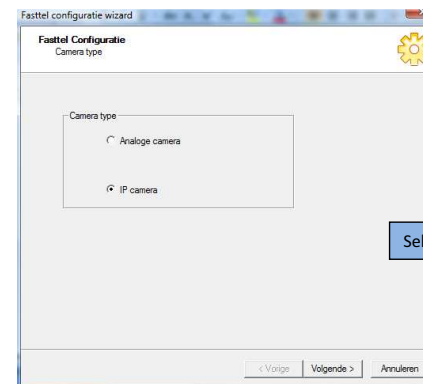 Fasttel configuratie wizard
Fasttel Configuratie
Camera type
Camera type
Analoge camera
IP camera
Sel
< Vorige
Volgende >
Annuleren